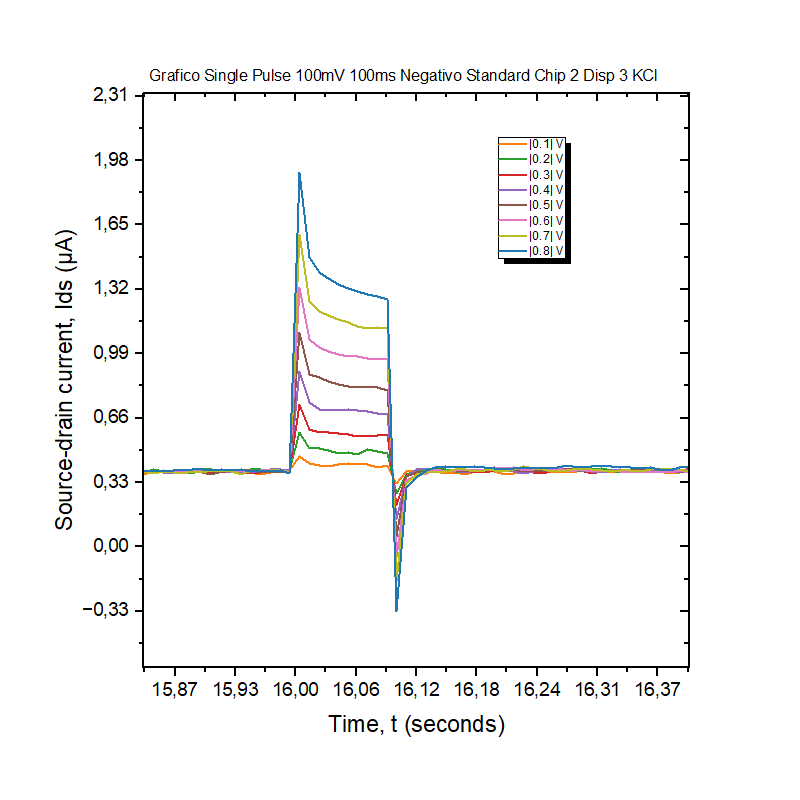 Grafico Single Pulse 100mV 100ms Negativo Standard Chip 2 Disp 3 KCl
2,31
1,98
1,65
1,32
0,99
0,66
0,33
0,00
−0,33
Source-drain current, Ids (µA)
|0.1| V
|0.2| V
|0.3| V
|0.4| V
|0.5| V
|0.6| V
|0.7| V
|0.8| V
15,87 15,93 16,00 16,06 16,12 16,18 16,24 16,31 16,37
Time, t (seconds)